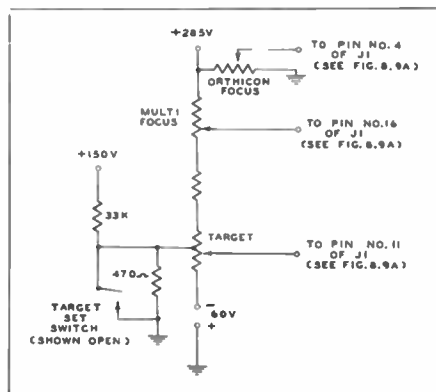 +285V
TO PIN NO. 4
OF J1
(SEE FIG. 8.9A)
ORTHICON
FOCUS
MULTI
FOCUS
TO PIN NO. 16
OF J1
(SEE FIG. 8.9A)
+150V
33K
TARGET
TO PIN NO. 11
OF J1
(SEE FIG. 8.9A)
470Ω
TARGET
SET
SWITCH
(SHOWN OPEN)
-
60V
+